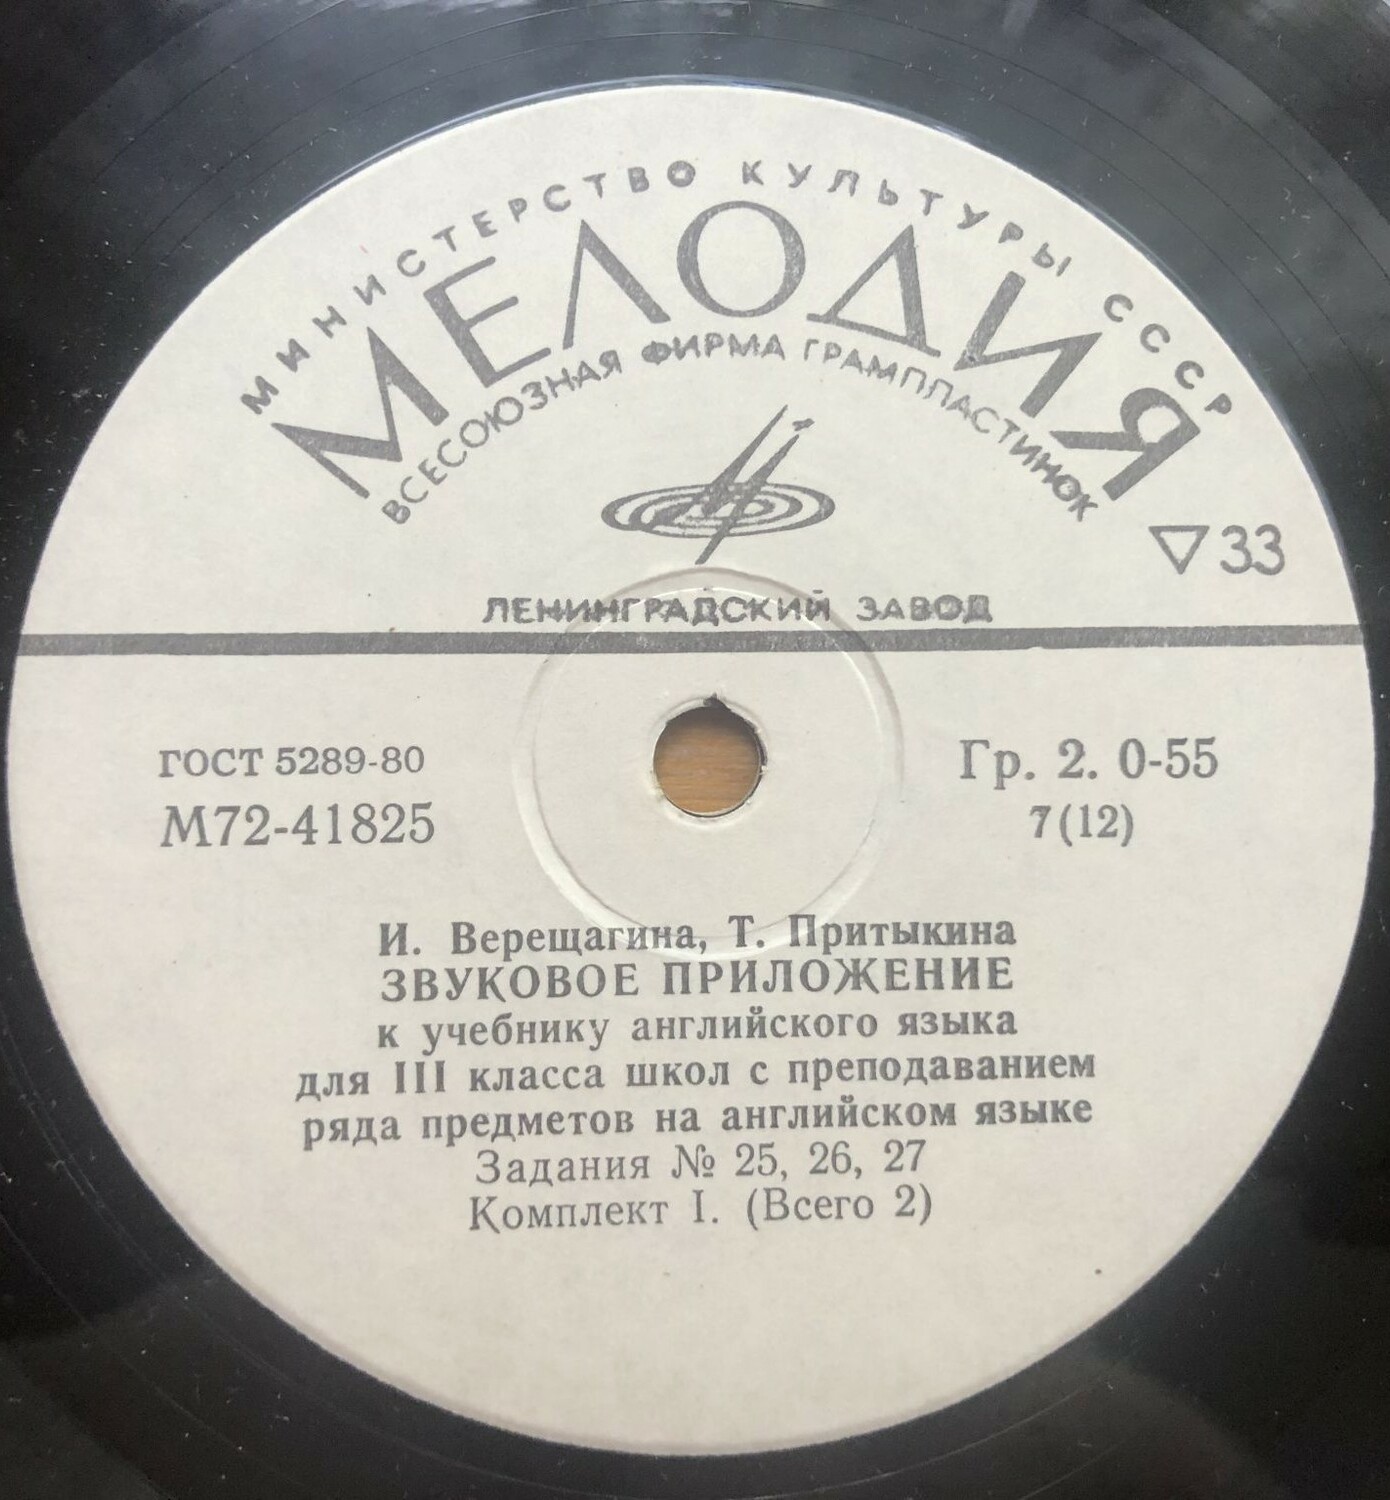 МИНИСТЕРСТВО КУЛЬТУРЫ СССР
МЕЛОДИЯ
ВСЕСОЮЗНАЯ ФИРМА ГРАМПЛАСТИНОК
33
ЛЕНИНГРАДСКИЙ ЗАВОД
ГОСТ 5289-80
М72-41825
Гр. 2. 0-55
7(12)
И. Верещагина, Т. Притыкина
ЗВУКОВОЕ ПРИЛОЖЕНИЕ
к учебнику английского языка
для III класса школ с преподаванием
ряда предметов на английском языке
Задания № 25, 26, 27
Комплект I. (Всего 2)